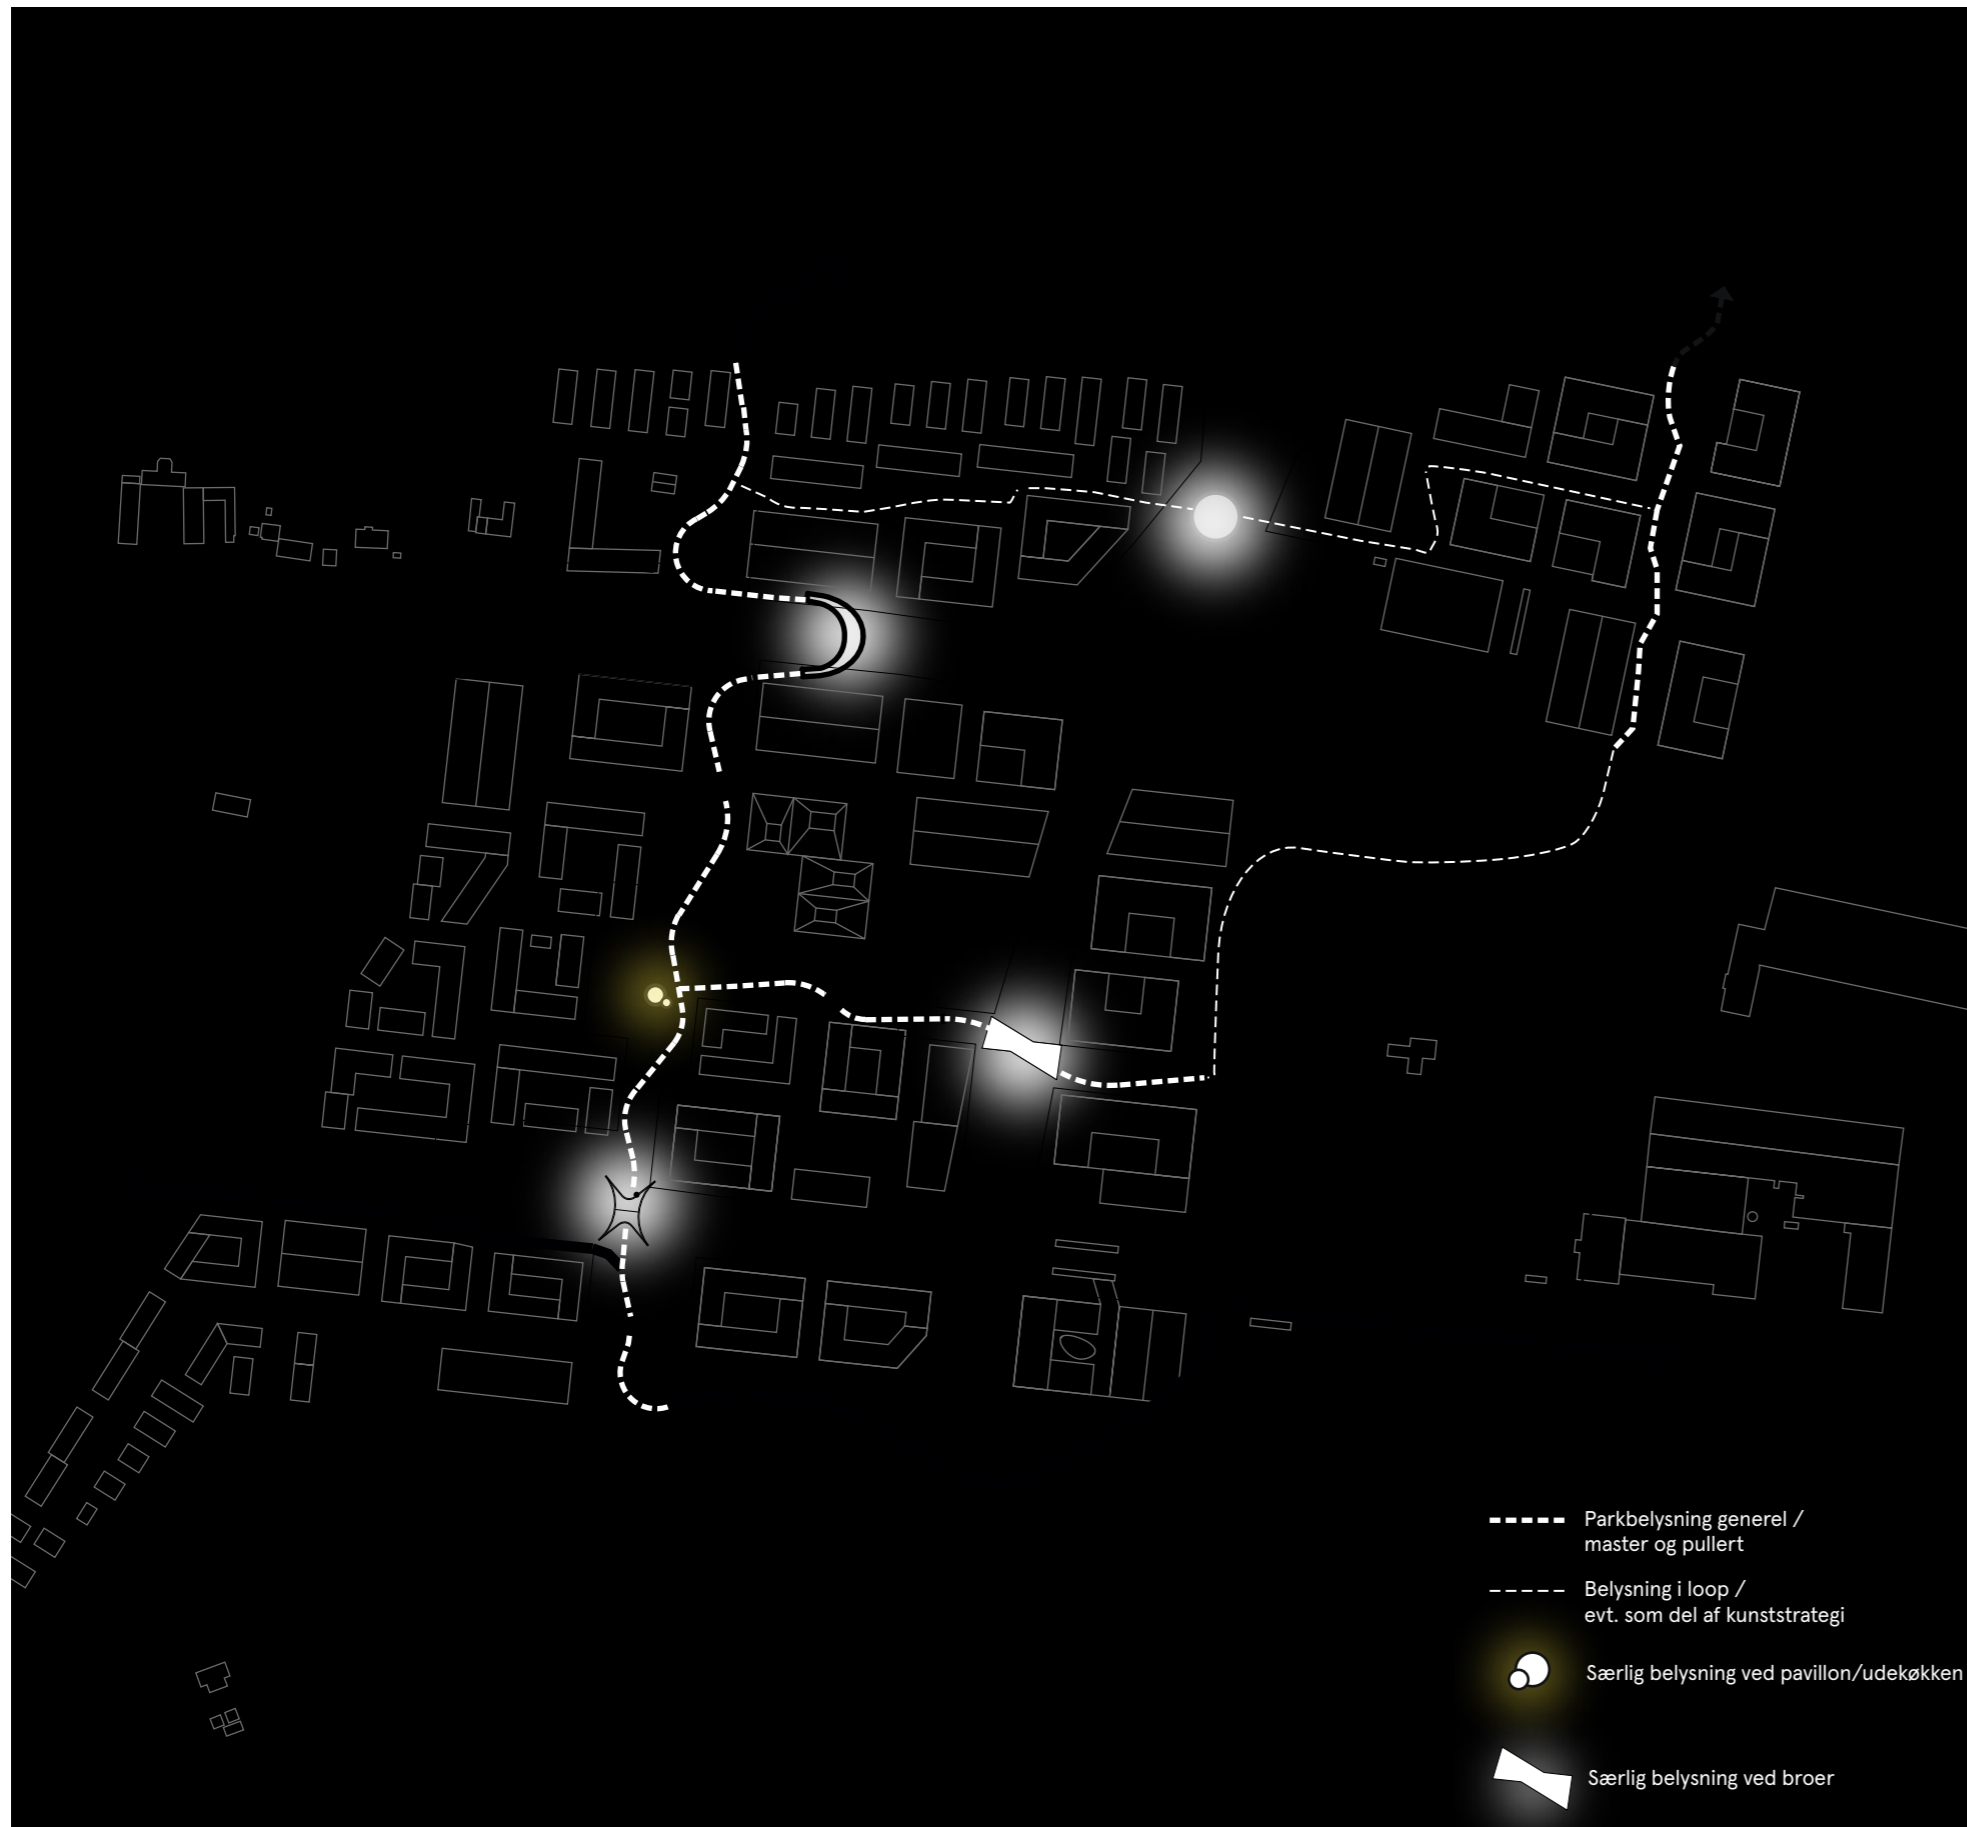 Parkbelysning generel /
master og pullert
Belysning i loop /
evt. som del af kunststrategi
Særlig belysning ved pavillon/udekøkken
Særlig belysning ved broer